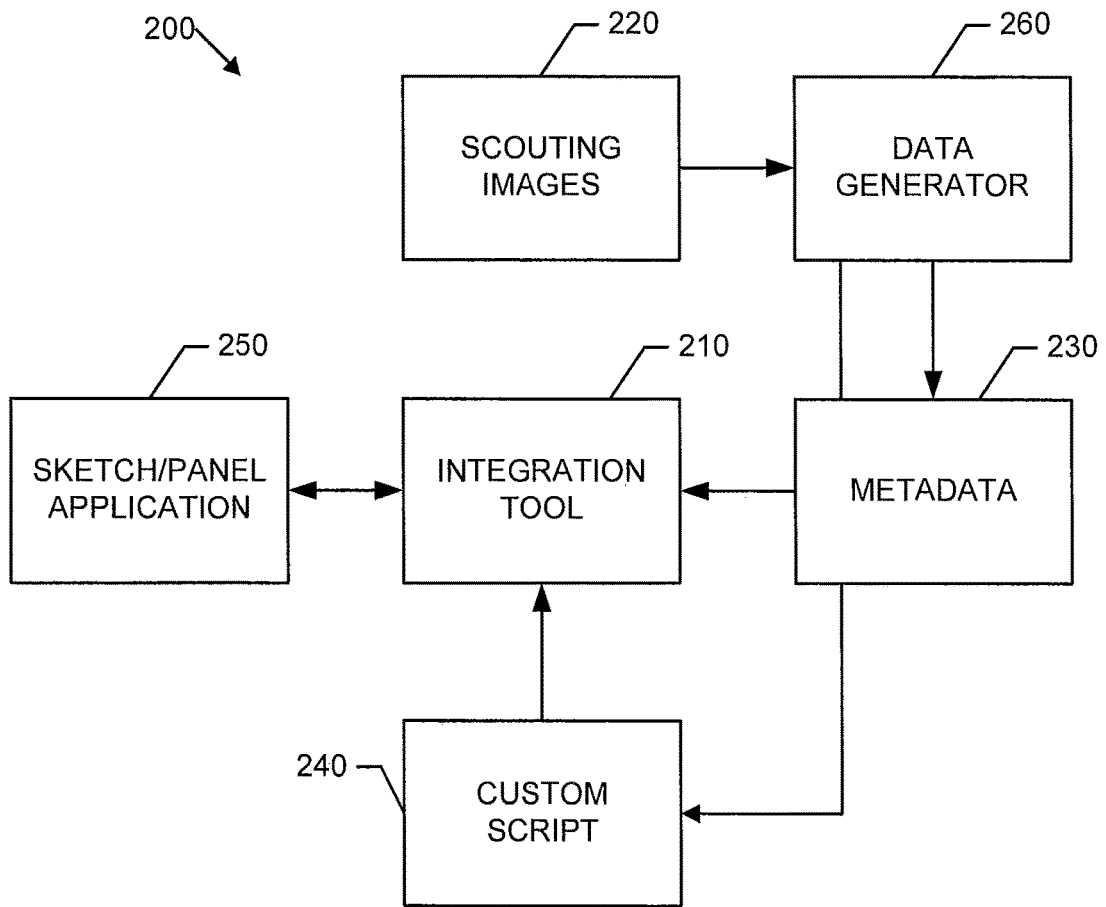 200
220
260
SCOUTING
IMAGES
DATA
GENERATOR
250
210
230
SKETCH/PANEL
APPLICATION
INTEGRATION
TOOL
METADATA
240
CUSTOM
SCRIPT